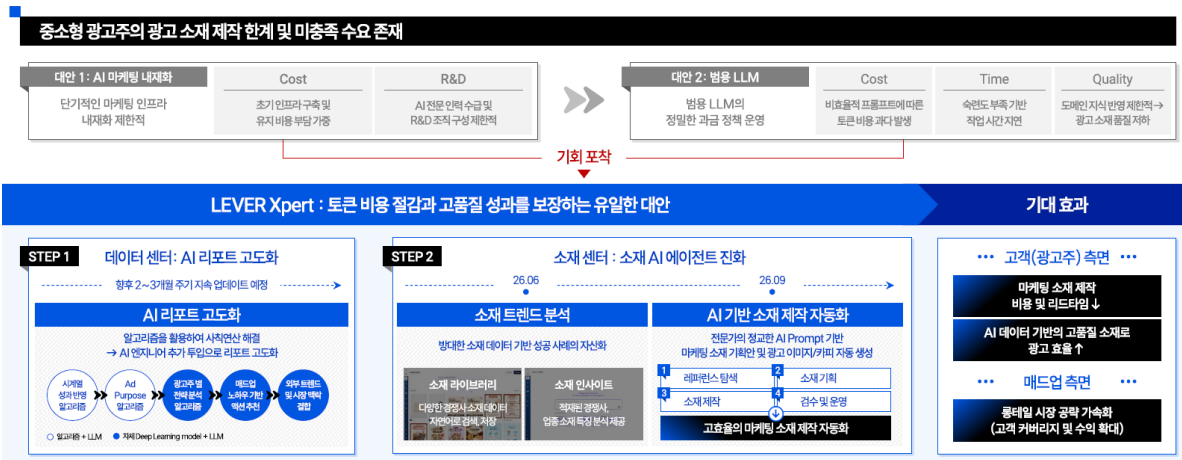 중소형 광고주의 광고 소재 제작 한계 및 미충족 수요 존재
대안 1 : AI 마케팅 내재화
단기적인 마케팅 인프라
내재화 제한적
Cost
초기 인프라 구축 및
유지 비용 부담 가중
R&D
AI 전문 인력 수급 및
R&D 조직 구성 제한적
대안 2 : 범용 LLM
범용 LLM의
정밀한 과금 정책 운영
Cost
비효율적 프롬프트에 따른
토큰 비용 과다 발생
Time
숙련도 부족 기반
작업 시간 지연
Quality
도메인 지식 반영 제한적→
광고 소재 품질 저하
기회 포착
LEVER Xpert : 토큰 비용 절감과 고품질 성과를 보장하는 유일한 대안
기대 효과
STEP 1
데이터 센터 : AI 리포트 고도화
향후 2~3개월 주기 지속 업데이트 예정
AI 리포트 고도화
알고리즘을 활용하여 사칙연산 해결
→ AI 엔지니어 추가 투입으로 리포트 고도화
시계열
성과 반영
알고리즘
Ad
Purpose
알고리즘
광고주 별
전략 분석
알고리즘
매드업
노하우 기반
액션 추천
외부 트렌드
및 시장 맥락
결합
알고리즘 + LLM
자체 Deep Learning model + LLM
STEP 2
소재 센터 : 소재 AI 에이전트 진화
26.06
26.09
소재 트렌드 분석
방대한 소재 데이터 기반 성공 사례의 자산화
소재 라이브러리
다양한 경쟁사 소재 데이터
자연어로 검색, 저장
소재 인사이트
적재된 경쟁사,
업종 소재 특징 분석 제공
AI 기반 소재 제작 자동화
전문가의 정교한 AI Prompt 기반
마케팅 소재 기획안 및 광고 이미지/카피 자동 생성
1
레퍼런스 탐색
2
소재 기획
3
소재 제작
4
검수 및 운영
고효율의 마케팅 소재 제작 자동화
고객(광고주) 측면
마케팅 소재 제작
비용 및 리드타임 ↓
AI 데이터 기반의 고품질 소재로
광고 효율 ↑
매드업 측면
롱테일 시장 공략 가속화
(고객 커버리지 및 수익 확대)